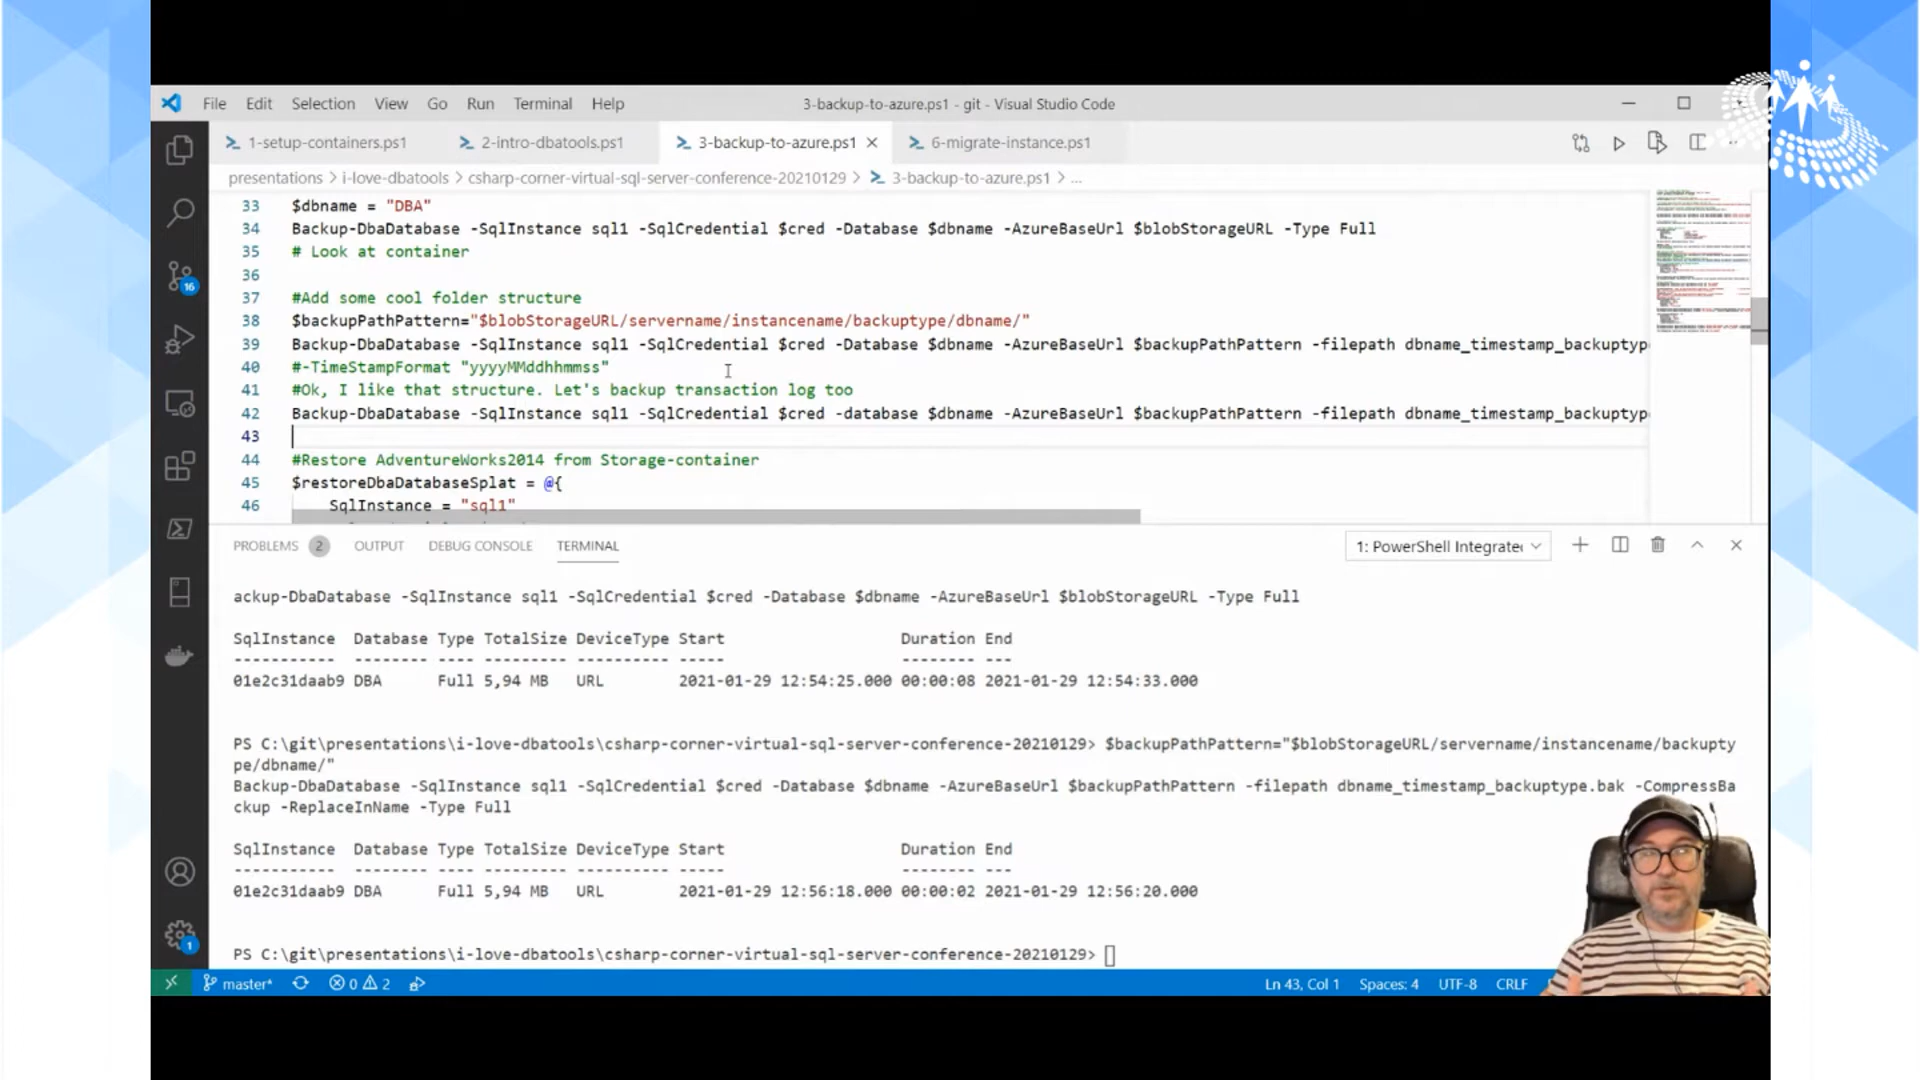 File Edit Selection View Go Run Terminal Help 3-backup-to-azure.ps1 - git - Visual Studio Code
1-setup-containers.ps1 2-intro-dbatools.ps1 3-backup-to-azure.ps1 6-migrate-instance.ps1
presentations > i-love-dbatools > csharp-corner-virtual-sql-server-conference-20210129 > 3-backup-to-azure.ps1 > ...
33 $dbname = "DBA"
34 Backup-DbaDatabase -SqlInstance sql1 -SqlCredential $cred -Database $dbname -AzureBaseUrl $blobStorageURL -Type Full
35 # Look at container
36
37 #Add some cool folder structure
38 $backupPathPattern="$blobStorageURL/servername/instancename/backuptype/dbname/"
39 Backup-DbaDatabase -SqlInstance sql1 -SqlCredential $cred -Database $dbname -AzureBaseUrl $backupPathPattern -filepath dbname_timestamp_backuptyp
40 #-TimeStampFormat "yyyyMMddhhmmss"
41 #Ok, I like that structure. Let's backup transaction log too
42 Backup-DbaDatabase -SqlInstance sql1 -SqlCredential $cred -database $dbname -AzureBaseUrl $backupPathPattern -filepath dbname_timestamp_backuptyp
43
44 #Restore AdventureWorks2014 from Storage-container
45 $restoreDbaDatabaseSplat = @{
46 SqlInstance = "sql1"
16
PROBLEMS 2 OUTPUT DEBUG CONSOLE TERMINAL 1: PowerShell Integrate
ackup-DbaDatabase -SqlInstance sql1 -SqlCredential $cred -Database $dbname -AzureBaseUrl $blobStorageURL -Type Full
SqlInstance Database Type TotalSize DeviceType Start Duration End
----------- -------- ---- --------- ---------- ----- -------- ---
01e2c31daab9 DBA Full 5,94 MB URL 2021-01-29 12:54:25.000 00:00:08 2021-01-29 12:54:33.000
PS C:\git\presentations\i-love-dbatools\csharp-corner-virtual-sql-server-conference-20210129> $backupPathPattern="$blobStorageURL/servername/instancename/backupty
pe/dbname/"
Backup-DbaDatabase -SqlInstance sql1 -SqlCredential $cred -Database $dbname -AzureBaseUrl $backupPathPattern -filepath dbname_timestamp_backuptype.bak -CompressBa
ckup -ReplaceInName -Type Full
SqlInstance Database Type TotalSize DeviceType Start Duration End
----------- -------- ---- --------- ---------- ----- -------- ---
01e2c31daab9 DBA Full 5,94 MB URL 2021-01-29 12:56:18.000 00:00:02 2021-01-29 12:56:20.000
1
PS C:\git\presentations\i-love-dbatools\csharp-corner-virtual-sql-server-conference-20210129>
master* 0 2 Ln 43, Col 1 Spaces: 4 UTF-8 CRLF